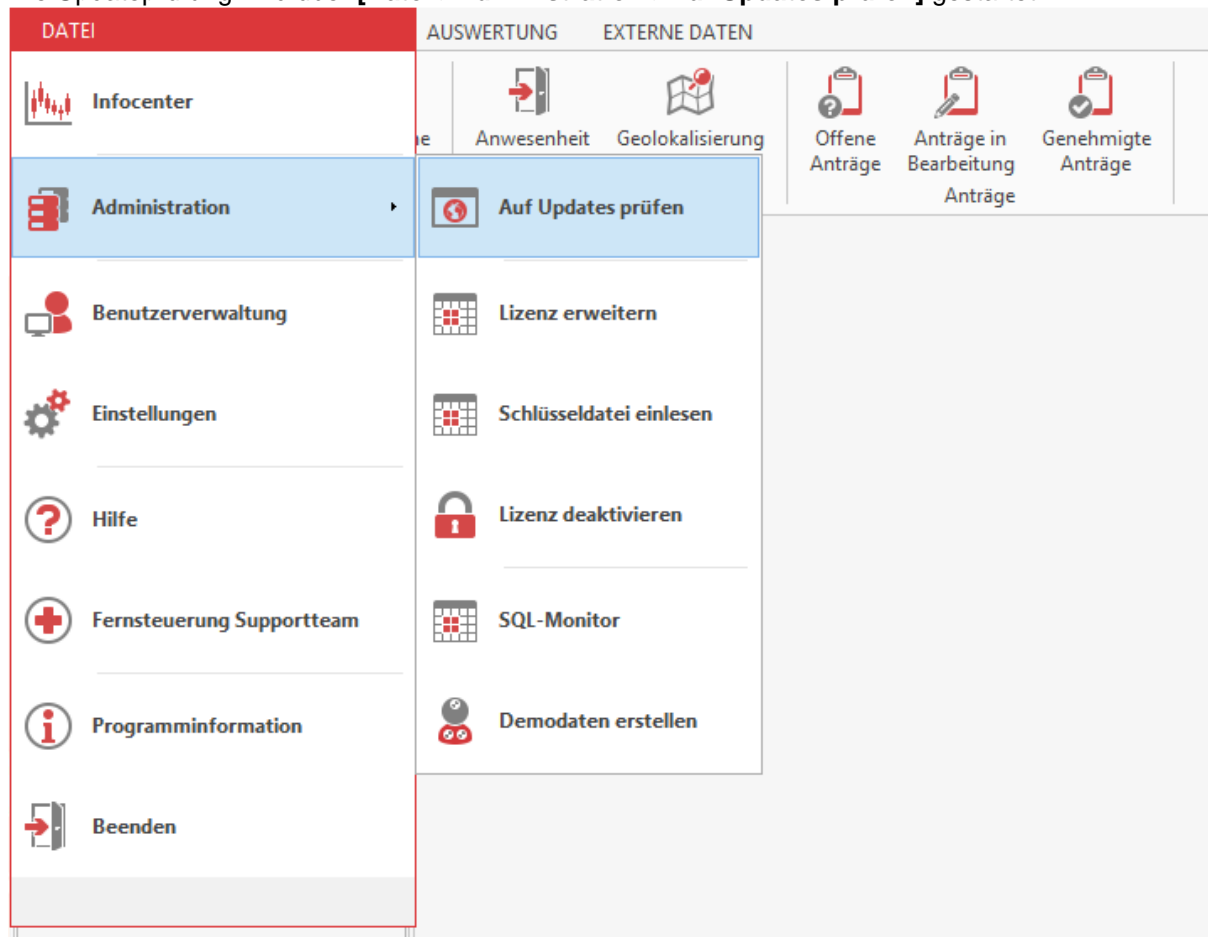 DATEI
AUSWERTUNG EXTERNE DATEN
Infocenter
Anwesenheit Geolokalisierung
Offene Anträge
Anträge in Bearbeitung
Genehmigte Anträge
Anträge
Administration
Auf Updates prüfen
Benutzerverwaltung
Lizenz erweitern
Einstellungen
Schlüsseldatei einlesen
Hilfe
Lizenz deaktivieren
Fernsteuerung Supportteam
SQL-Monitor
Programminformation
Demodaten erstellen
Beenden